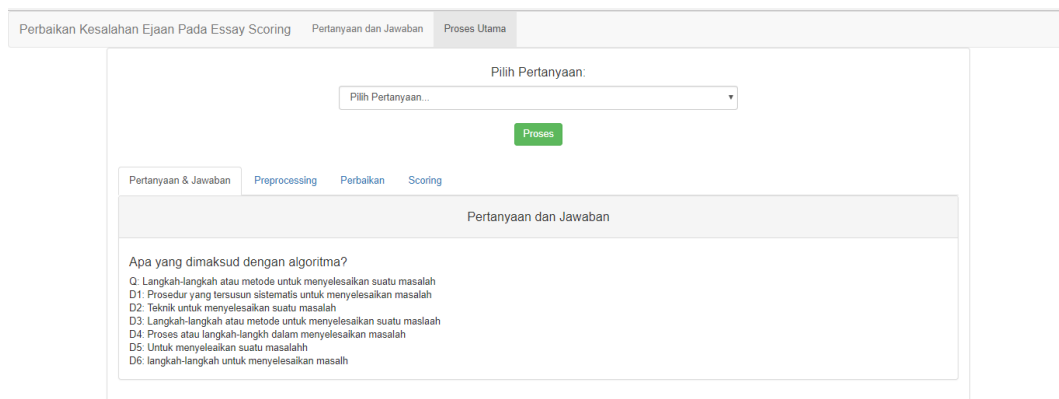 Perbaikan Kesalahan Ejaan Pada Essay Scoring Pertanyaan dan Jawaban Proses Utama
Pilih Pertanyaan:
Pilih Pertanyaan...
Proses
Pertanyaan & Jawaban Preprocessing Perbaikan Scoring
Pertanyaan dan Jawaban
Apa yang dimaksud dengan algoritma?
Q: Langkah-langkah atau metode untuk menyelesaikan suatu masalah
D1: Prosedur yang tersusun sistematis untuk menyelesaikan masalah
D2: Teknik untuk menyelesaikan suatu masalah
D3: Langkah-langkah atau metode untuk menyelesaikan suatu maslaah
D4: Proses atau langkah-langkh dalam menyelesaikan masalah
D5: Untuk menyeleaikan suatu masalahh
D6: langkah-langkah untuk menyelesaikan masalh